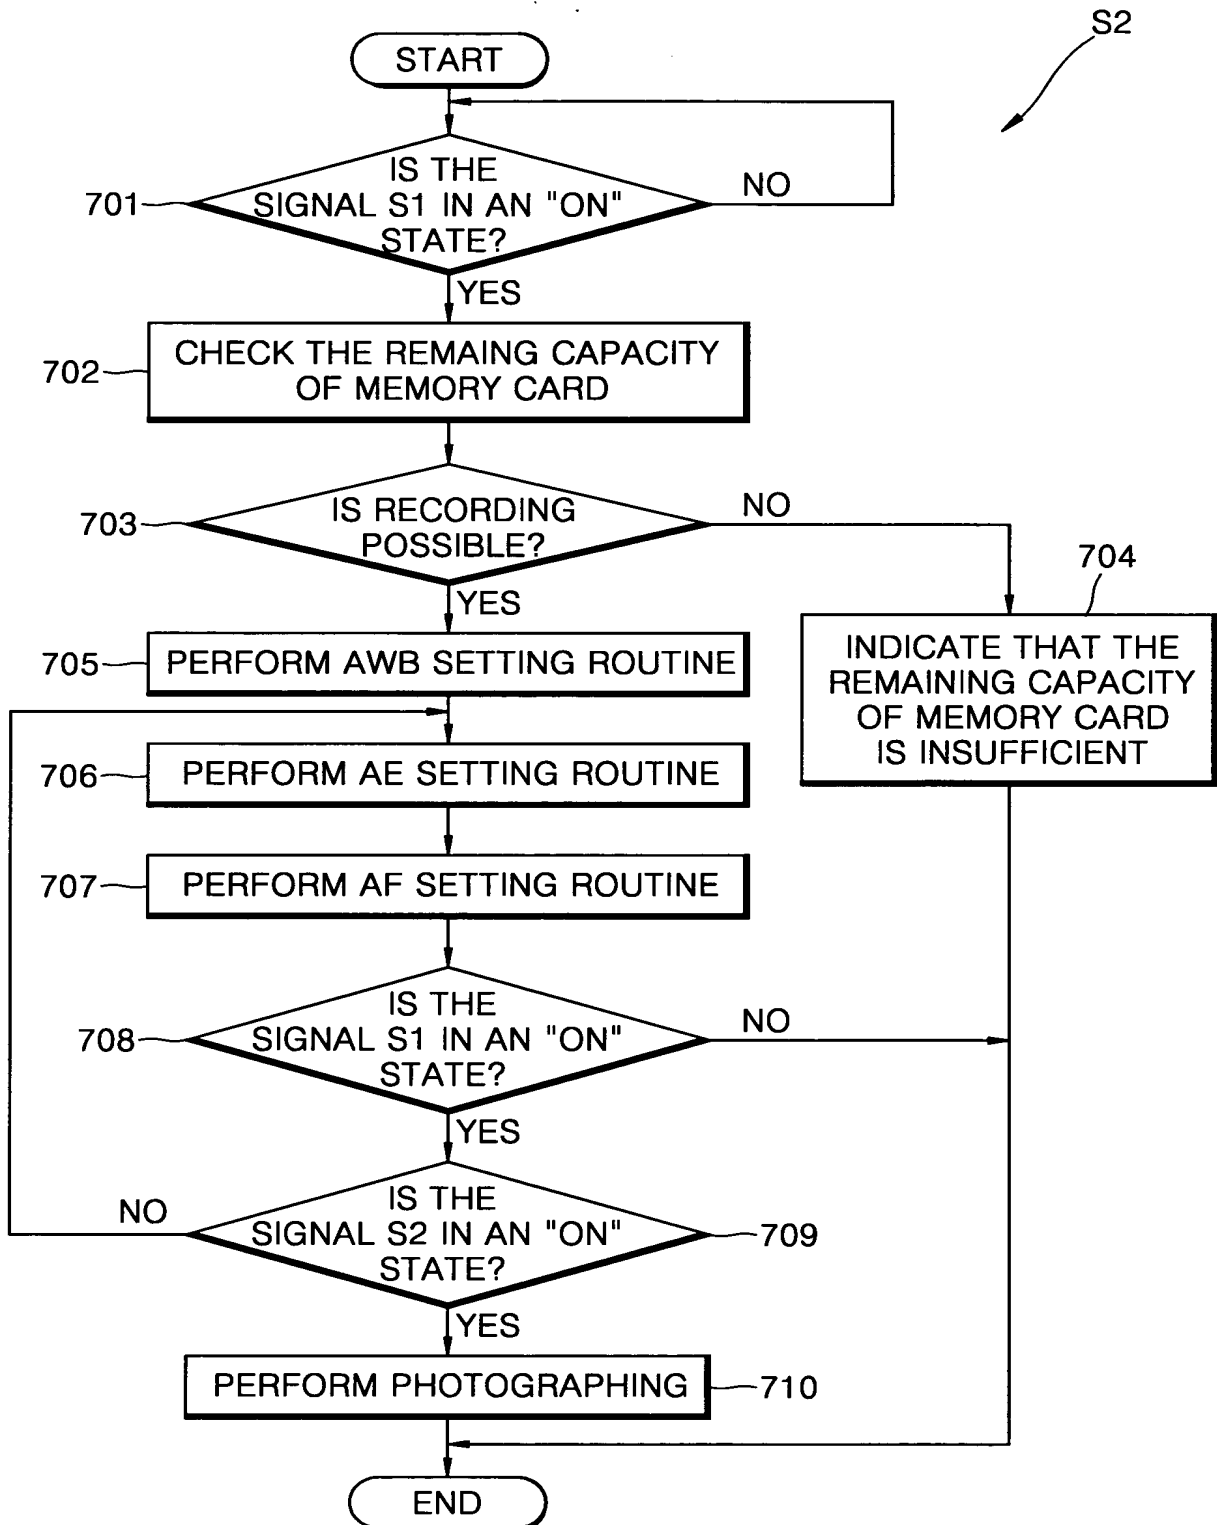 S2
START
701
IS THE
SIGNAL S1 IN AN "ON"
STATE?
NO
YES
702
CHECK THE REMAING CAPACITY
OF MEMORY CARD
703
IS RECORDING
POSSIBLE?
NO
YES
704
INDICATE THAT THE
REMAINING CAPACITY
OF MEMORY CARD
IS INSUFFICIENT
705
PERFORM AWB SETTING ROUTINE
706
PERFORM AE SETTING ROUTINE
707
PERFORM AF SETTING ROUTINE
708
IS THE
SIGNAL S1 IN AN "ON"
STATE?
NO
YES
NO
IS THE
SIGNAL S2 IN AN "ON"
STATE?
709
YES
PERFORM PHOTOGRAPHING
710
END